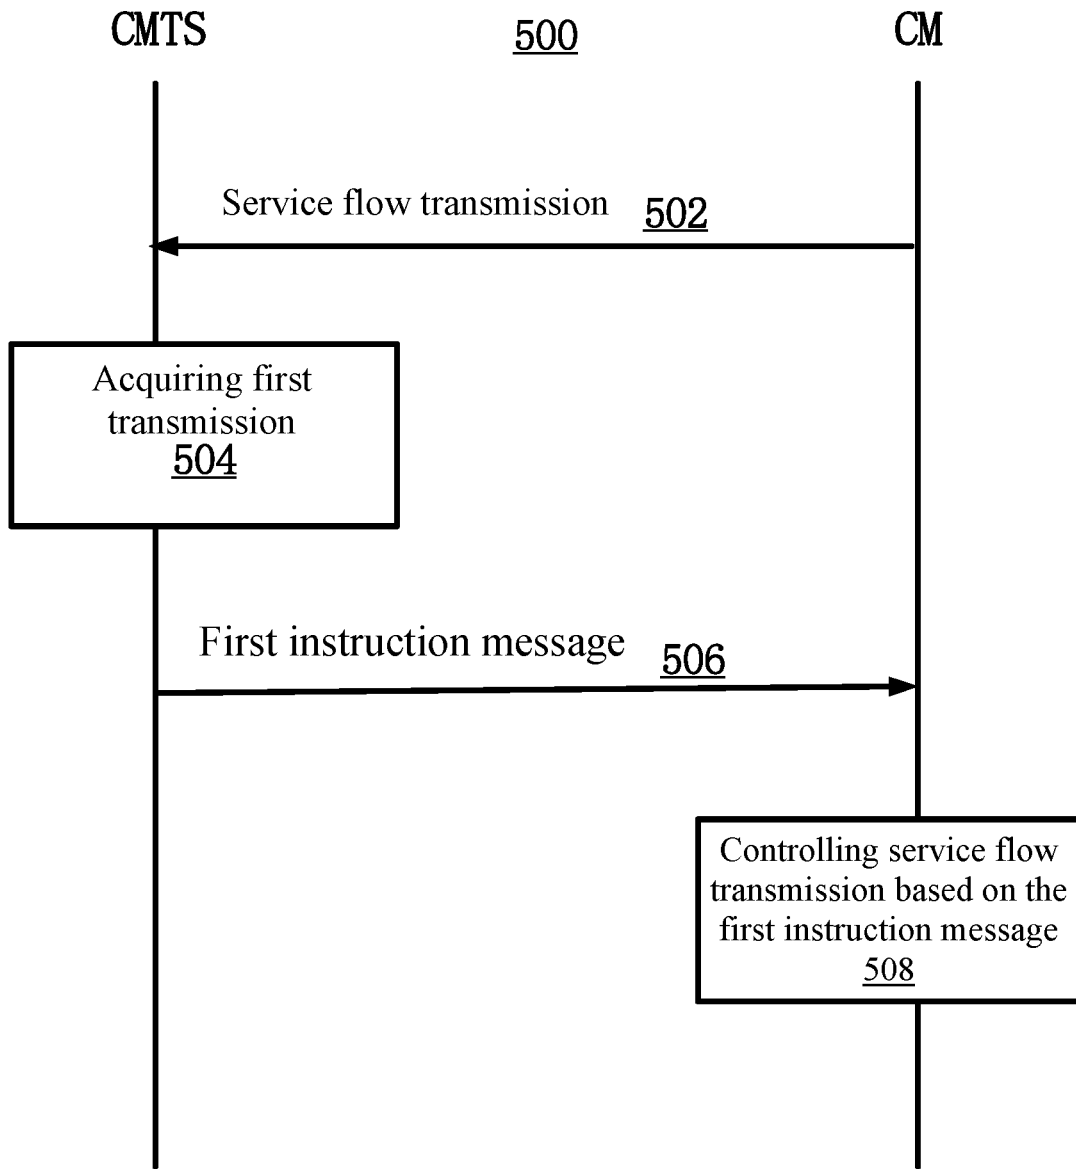 CMTS 500 CM
Service flow transmission 502
Acquiring first
transmission
504
First instruction message 506
Controlling service flow
transmission based on the
first instruction message
508